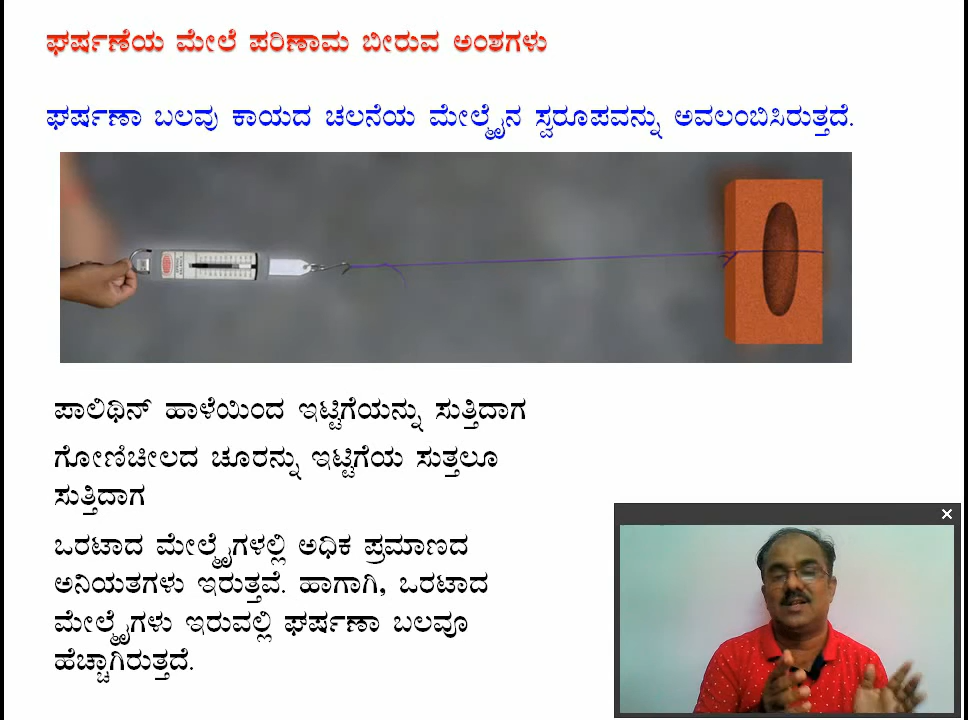 ಘರ್ಷಣೆಯ ಮೇಲೆ ಪರಿಣಾಮ ಬೀರುವ ಅಂಶಗಳು
ಘರ್ಷಣಾ ಬಲವು ಕಾಯದ ಚಲನೆಯ ಮೇಲ್ಮೈನ ಸ್ವರೂಪವನ್ನು ಅವಲಂಬಿಸಿರುತ್ತದೆ.
ಪಾಲಿಥಿನ್ ಹಾಳೆಯಿಂದ ಇಟ್ಟಿಗೆಯನ್ನು ಸುತ್ತಿದಾಗ
ಗೋಣಿಚೀಲದ ಚೂರನ್ನು ಇಟ್ಟಿಗೆಯ ಸುತ್ತಲೂ
ಸುತ್ತಿದಾಗ
ಒರಟಾದ ಮೇಲ್ಮೈಗಳಲ್ಲಿ ಅಧಿಕ ಪ್ರಮಾಣದ
ಅನಿಯತಗಳು ಇರುತ್ತವೆ. ಹಾಗಾಗಿ, ಒರಟಾದ
ಮೇಲ್ಮೈಗಳು ಇರುವಲ್ಲಿ ಘರ್ಷಣಾ ಬಲವೂ
ಹೆಚ್ಚಾಗಿರುತ್ತದೆ.